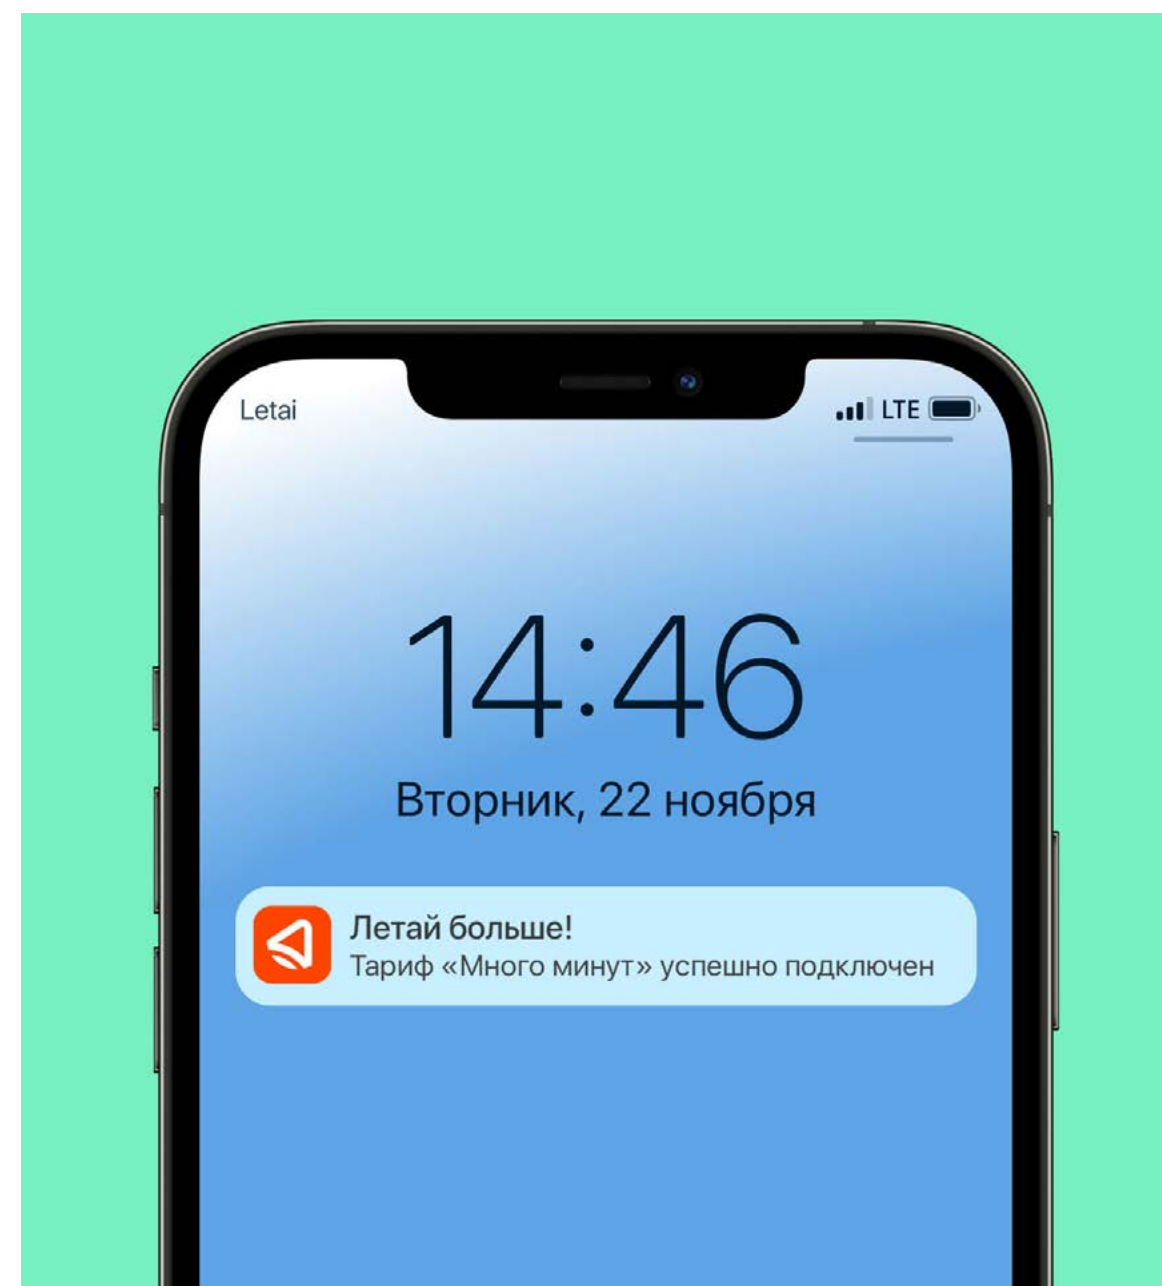 Letai
LTE
14:46
Вторник, 22 ноября
Летай больше!
Тариф «Много минут» успешно подключен